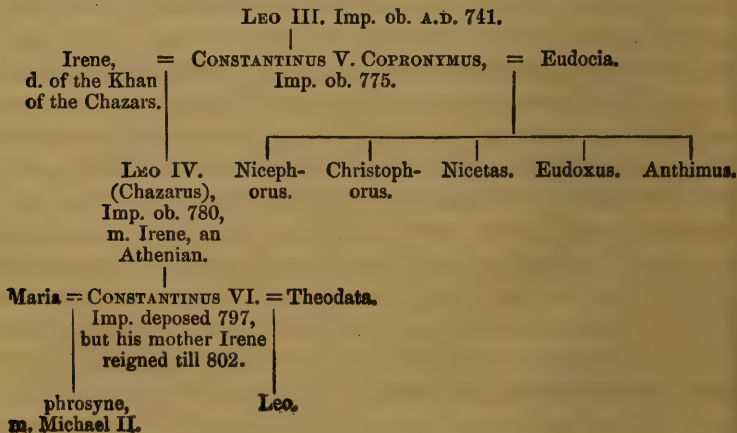 LEO III. Imp. ob. A.D. 741.
Irene, = CONSTANTINUS V. COPRONYMUS, = Eudocia.
d. of the Khan Imp. ob. 775.
of the Chazars.
LEO IV. Niceph- Christoph- Nicetas. Eudoxus. Anthimus.
(Chazarus), orus. orus.
Imp. ob. 780,
m. Irene, an
Athenian.
Maria = CONSTANTINUS VI. = Theodata.
Imp. deposed 797,
but his mother Irene
reigned till 802.
phrosyne, Leo.
m. Michael II.